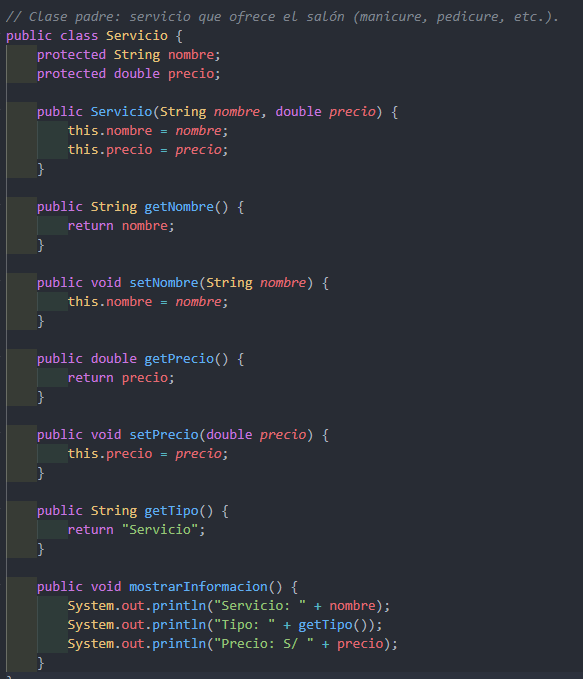 // Clase padre: servicio que ofrece el salón (manicure, pedicure, etc.).
public class Servicio {
    protected String nombre;
    protected double precio;

    public Servicio(String nombre, double precio) {
        this.nombre = nombre;
        this.precio = precio;
    }

    public String getNombre() {
        return nombre;
    }

    public void setNombre(String nombre) {
        this.nombre = nombre;
    }

    public double getPrecio() {
        return precio;
    }

    public void setPrecio(double precio) {
        this.precio = precio;
    }

    public String getTipo() {
        return "Servicio";
    }

    public void mostrarInformacion() {
        System.out.println("Servicio: " + nombre);
        System.out.println("Tipo: " + getTipo());
        System.out.println("Precio: S/ " + precio);
    }
}